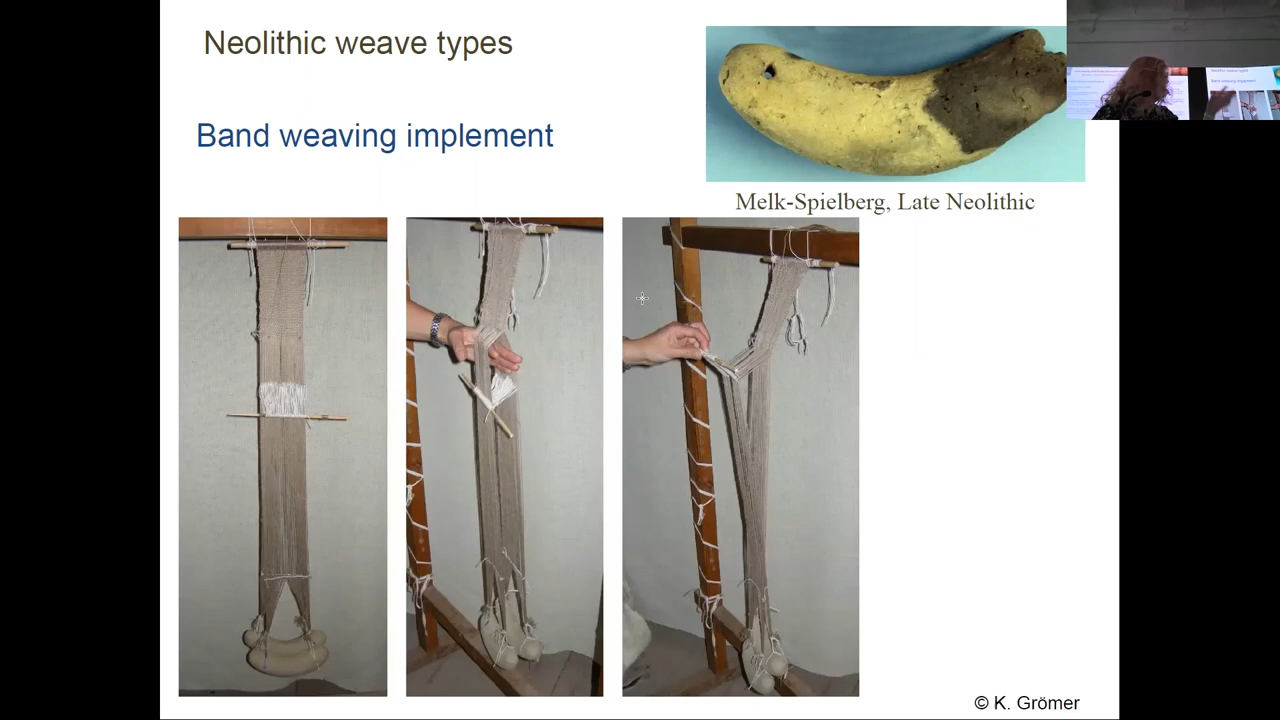 Neolithic weave types
Band weaving implement
Melk-Spielberg, Late Neolithic
© K. Grömer